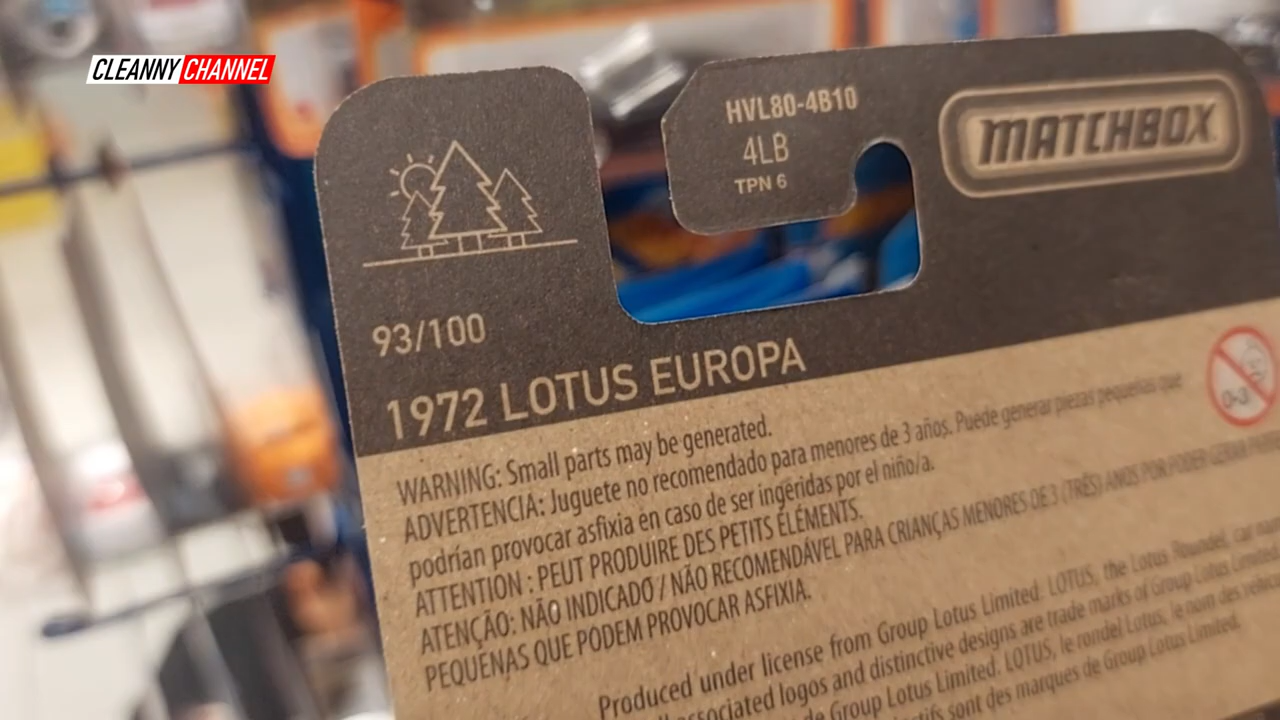 CLEANNY CHANNEL
HVL80-4B10
4LB
TPN 6
MATCHBOX
93/100
1972 LOTUS EUROPA
0-3
WARNING: Small parts may be generated.
ADVERTENCIA: Juguete no recomendado para menores de 3 años. Puede generar piezas pequeñas que
podrían provocar asfixia en caso de ser ingeridas por el niño/a.
ATTENTION : PEUT PRODUIRE DES PETITS ÉLÉMENTS.
ATENÇÃO: NÃO INDICADO / NÃO RECOMENDÁVEL PARA CRIANÇAS MENORES DE 3 (TRÊS) ANOS POR PODER GERAR
PEQUENAS QUE PODEM PROVOCAR ASFIXIA.
Produced under license from Group Lotus Limited. LOTUS, the Lotus Roundel, car
associated logos and distinctive designs are trade marks of Group Lotus Limited.
de Group Lotus Limited. LOTUS, le rondel Lotus, le nom des
sont des marques de Group Lotus Limited.